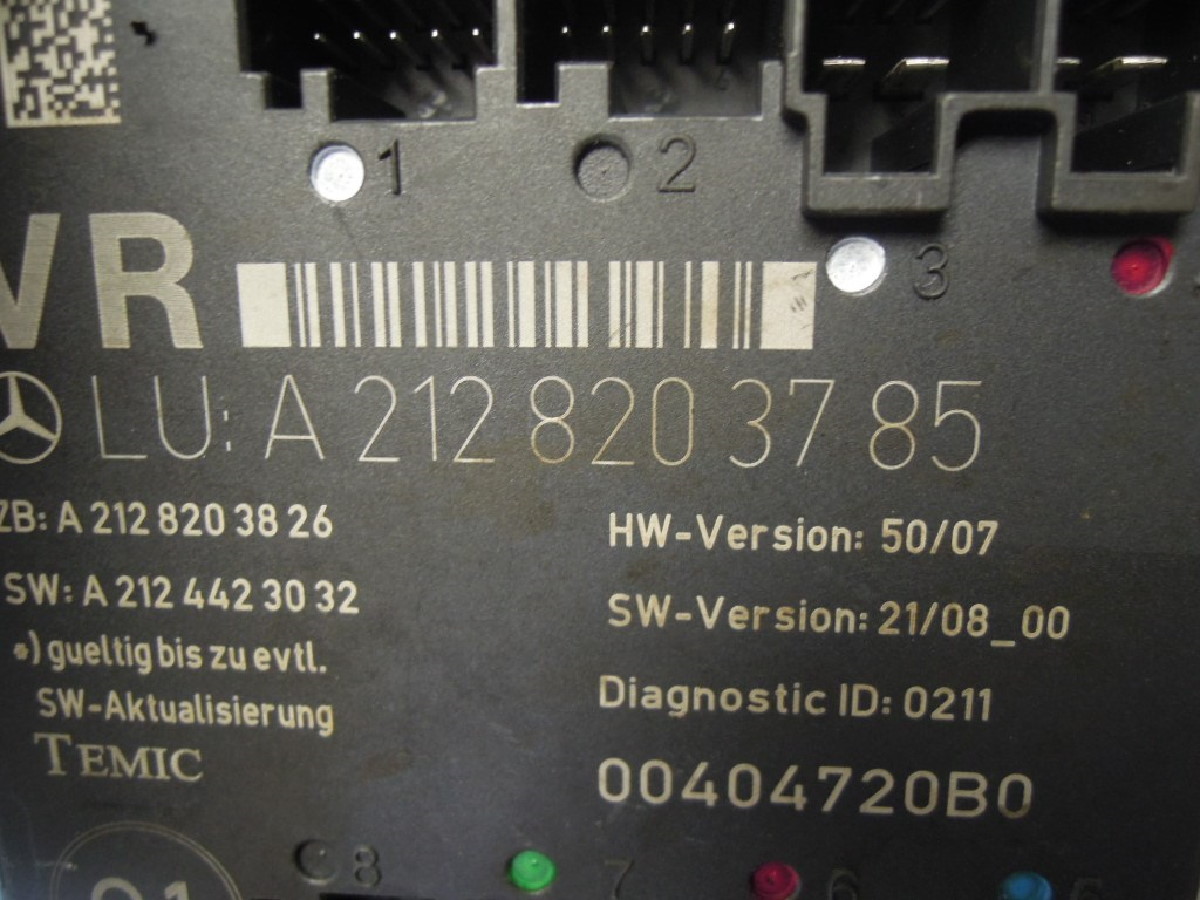 1
2
3
VR
LU: A 212 820 37 85
ZB: A 212 820 38 26
HW-Version: 50/07
SW: A 212 442 30 32
SW-Version: 21/08_00
•) gueltig bis zu evtl.
SW-Aktualisierung
Diagnostic ID: 0211
TEMIC
00404720B0
8
7
6
5